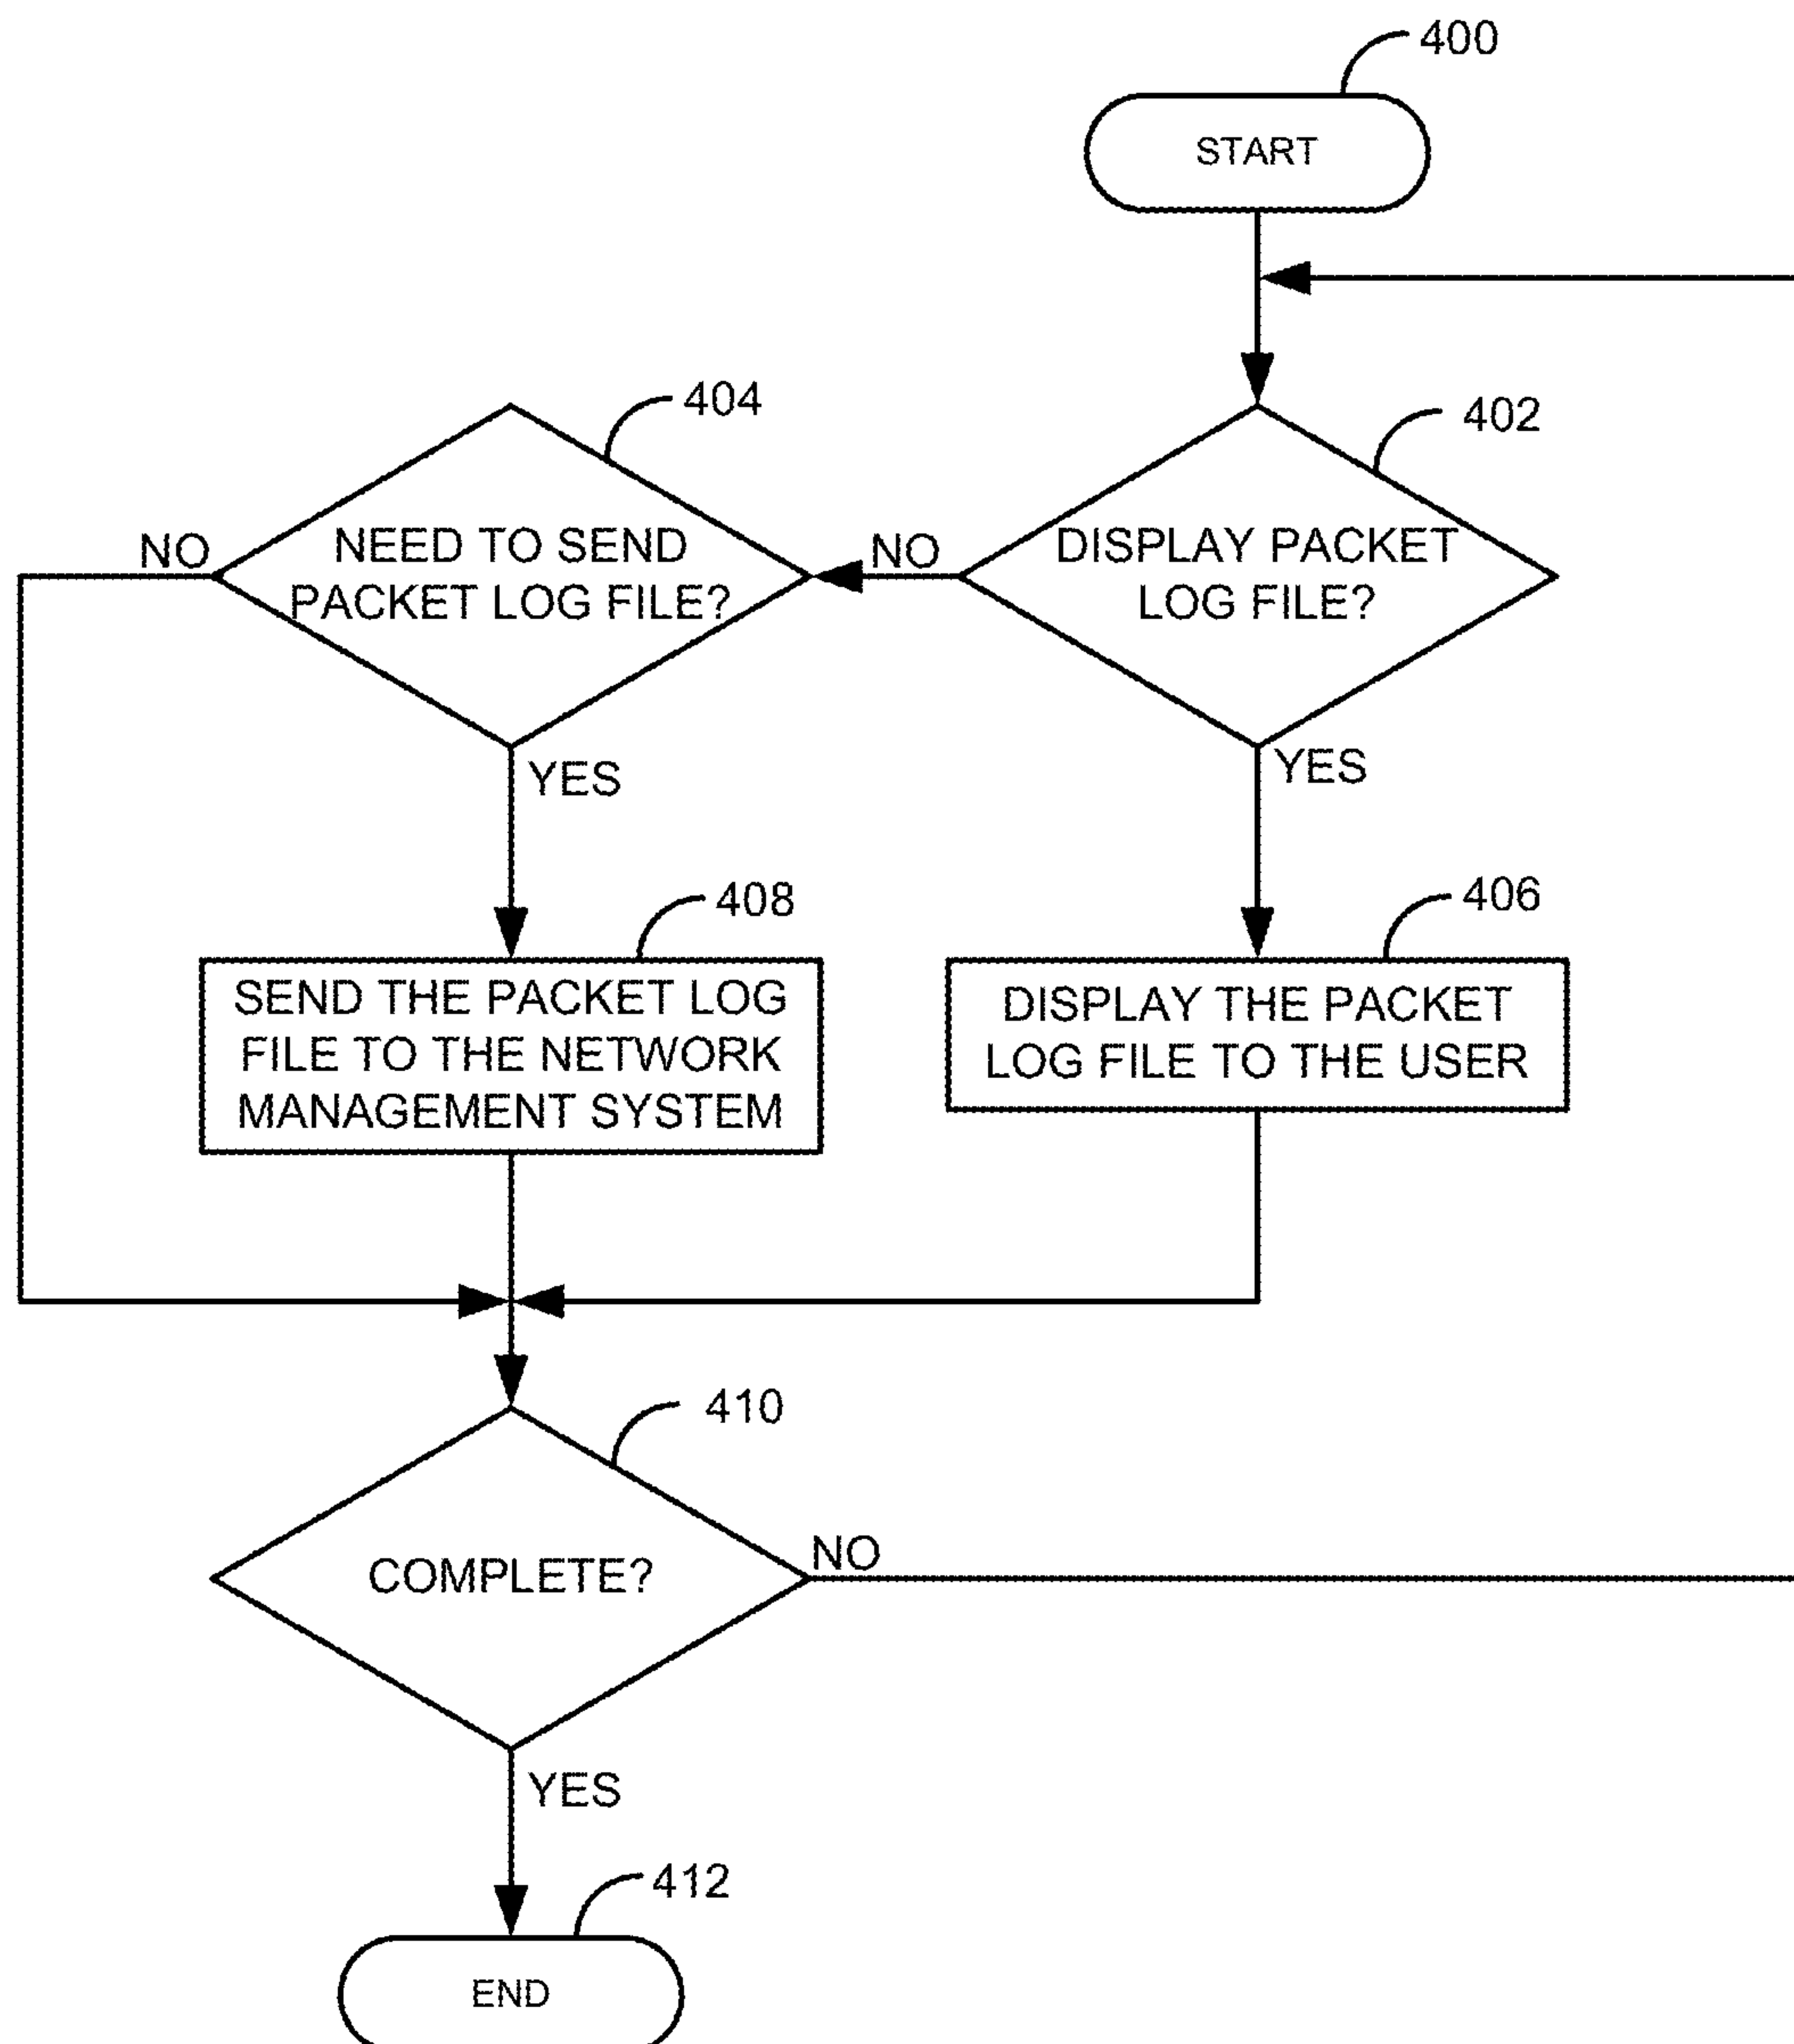 400
START
404
402
NO
NEED TO SEND
PACKET LOG FILE?
NO
DISPLAY PACKET
LOG FILE?
YES
YES
408
406
SEND THE PACKET LOG
FILE TO THE NETWORK
MANAGEMENT SYSTEM
DISPLAY THE PACKET
LOG FILE TO THE USER
410
COMPLETE?
NO
YES
412
END